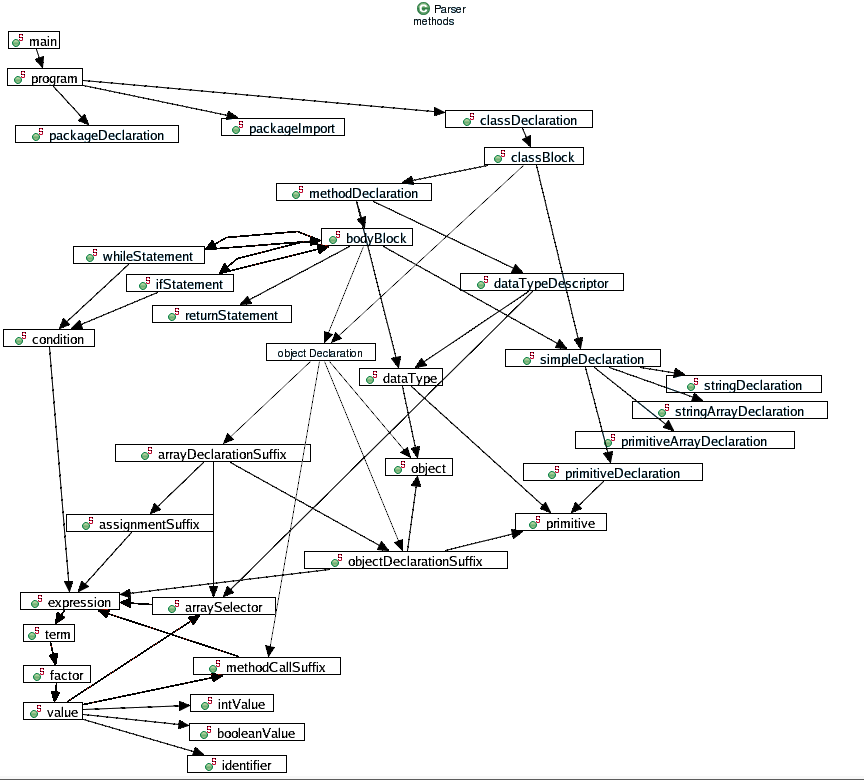 Parser
methods
main
program
classDeclaration
packageImport
packageDeclaration
classBlock
methodDeclaration
bodyBlock
whileStatement
ifStatement
dataTypeDescriptor
returnStatement
condition
object Declaration
simpleDeclaration
dataType
stringDeclaration
stringArrayDeclaration
primitiveArrayDeclaration
arrayDeclarationSuffix
object
primitiveDeclaration
assignmentSuffix
primitive
objectDeclarationSuffix
expression
arraySelector
term
methodCallSuffix
factor
intValue
value
booleanValue
identifier